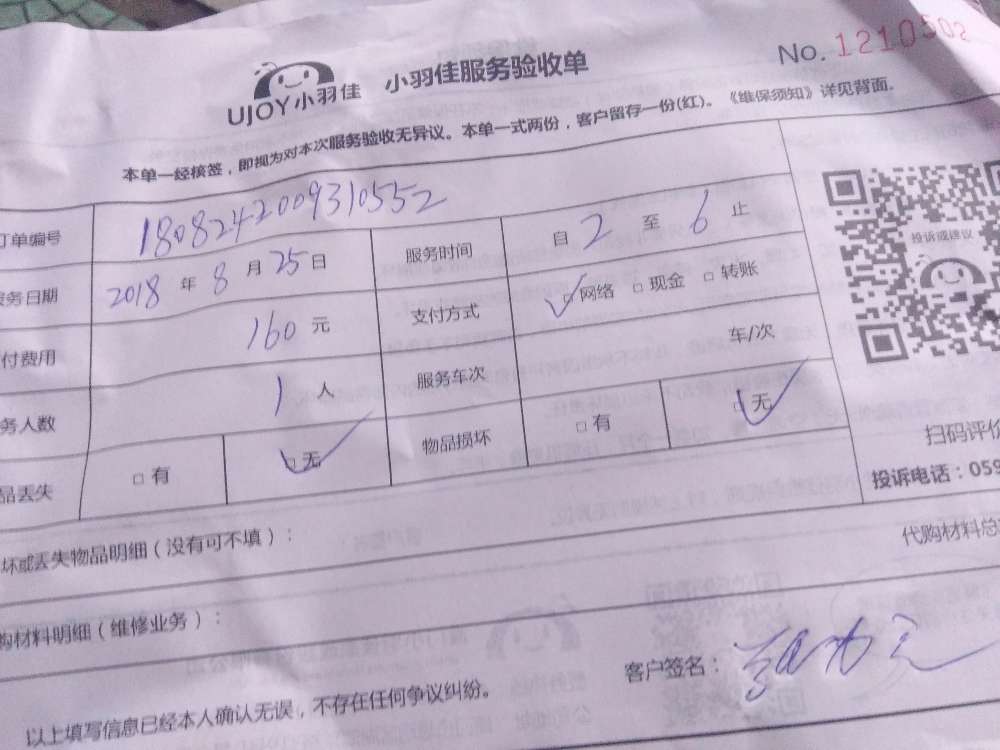 UJOY小羽佳 小羽佳服务验收单 No. 1210502
本单一经核签，即视为对本次服务验收无异议。本单一式两份，客户留存一份(红)。《维保须知》详见背面。
订单编号 180824200931055​2
务日期 2018 年 8 月 25 日 服务时间 自 2 至 6 止
付费用 160 元 支付方式 网络 现金 转账
务人数 1 人 服务车次 车/次
品丢失 有 无 物品损坏 有 无
投诉或建议
扫码评价
投诉电话：059
坏或丢失物品明细（没有可不填）：
代购材料总
购材料明细（维修业务）：
客户签名：
以上填写信息已经本人确认无误，不存在任何争议纠纷。